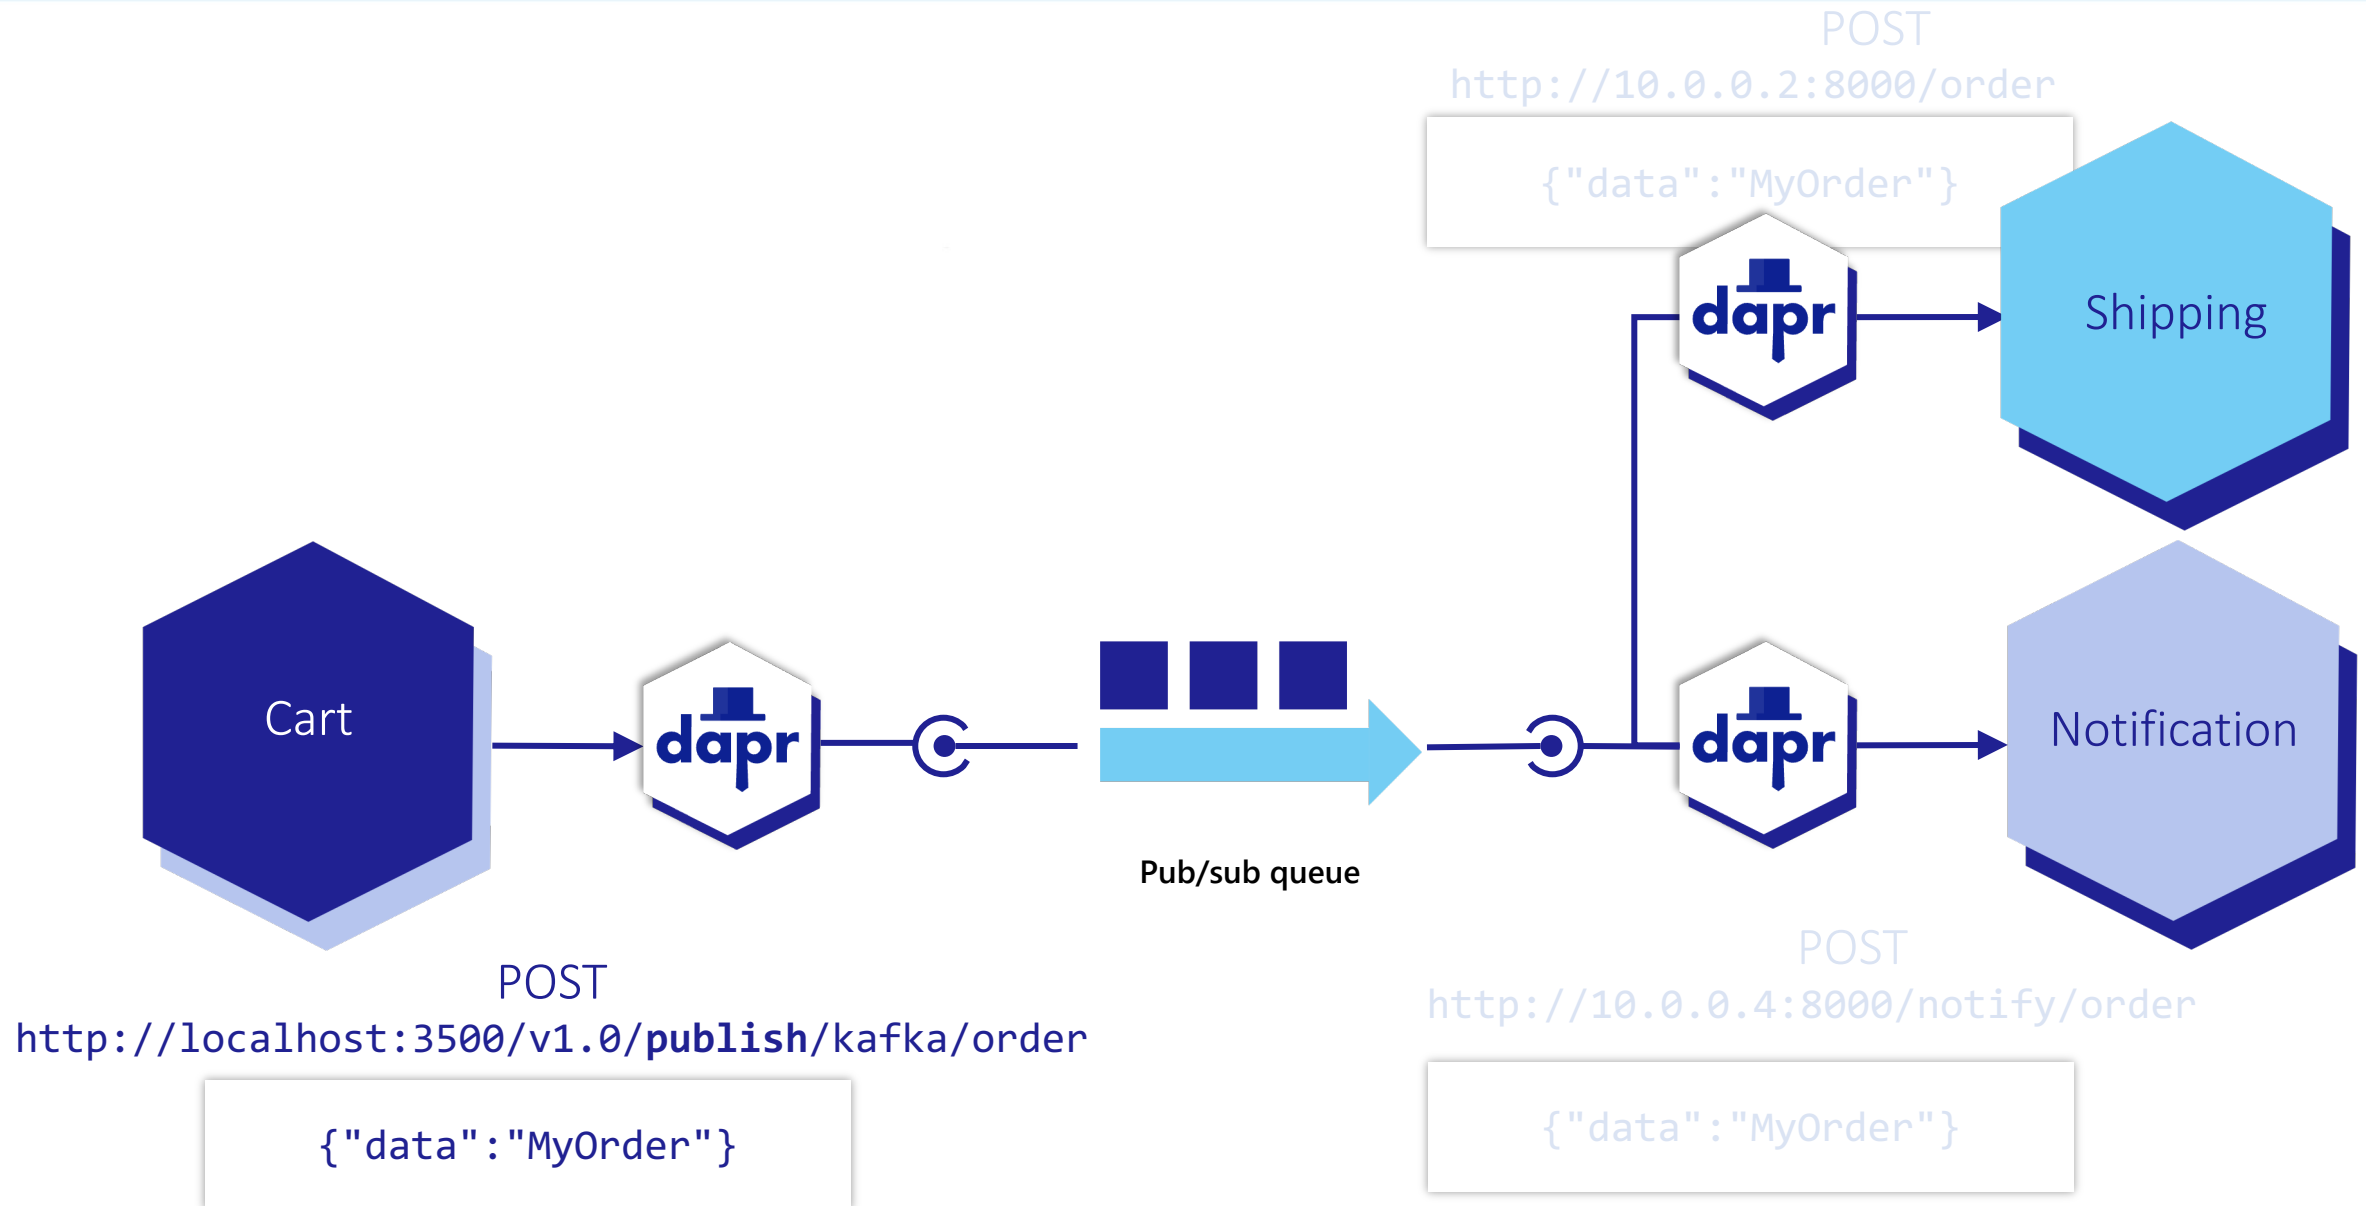 POST
http://10.0.0.2:8000/order
{"data":"MyOrder"}
dapr
Shipping
Cart
dapr
Pub/sub queue
dapr
Notification
POST
http://localhost:3500/v1.0/publish/kafka/order
{"data":"MyOrder"}
POST
http://10.0.0.4:8000/notify/order
{"data":"MyOrder"}